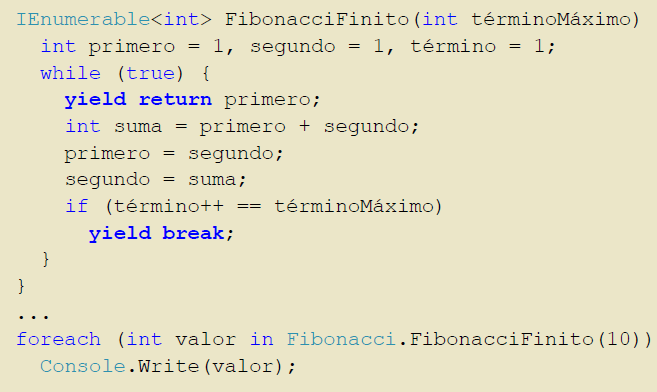 IEnumerable<int> FibonacciFinito(int términoMáximo)
int primero = 1, segundo = 1, término = 1;
while (true) {
yield return primero;
int suma = primero + segundo;
primero = segundo;
segundo = suma;
if (término++ == términoMáximo)
yield break;
}
}
...
foreach (int valor in Fibonacci.FibonacciFinito(10))
Console.Write(valor);